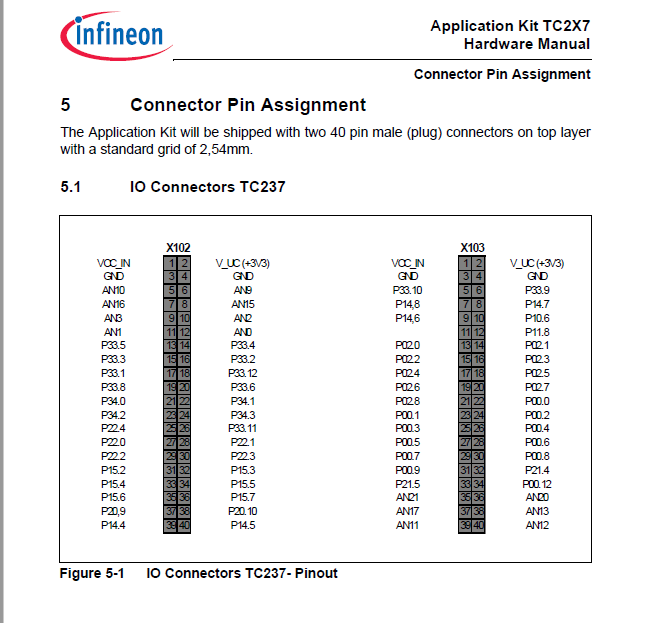 infineon
Application Kit TC2X7
Hardware Manual
Connector Pin Assignment
5 Connector Pin Assignment
The Application Kit will be shipped with two 40 pin male (plug) connectors on top layer
with a standard grid of 2,54mm.
5.1 IO Connectors TC237
X102 X103
VCC_IN 1 2 V_UC (+3V3) VCC_IN 1 2 V_UC (+3V3)
GND 3 4 GND GND 3 4 GND
AN10 5 6 AN9 P33.10 5 6 P33.9
AN16 7 8 AN15 P14,8 7 8 P14.7
AN3 9 10 AN2 P14,6 9 10 P10.6
AN1 11 12 AN0 11 12 P11.8
P33.5 13 14 P33.4 P02.0 13 14 P02.1
P33.3 15 16 P33.2 P02.2 15 16 P02.3
P33.1 17 18 P33.12 P02.4 17 18 P02.5
P33.8 19 20 P33.6 P02.6 19 20 P02.7
P34.0 21 22 P34.1 P02.8 21 22 P00.0
P34.2 23 24 P34.3 P00.1 23 24 P00.2
P22.4 25 26 P33.11 P00.3 25 26 P00.4
P22.0 27 28 P22.1 P00.5 27 28 P00.6
P22.2 29 30 P22.3 P00.7 29 30 P00.8
P15.2 31 32 P15.3 P00.9 31 32 P21.4
P15.4 33 34 P15.5 P21.5 33 34 P00.12
P15.6 35 36 P15.7 AN21 35 36 AN20
P20,9 37 38 P20.10 AN17 37 38 AN13
P14.4 39 40 P14.5 AN11 39 40 AN12
Figure 5-1 IO Connectors TC237- Pinout